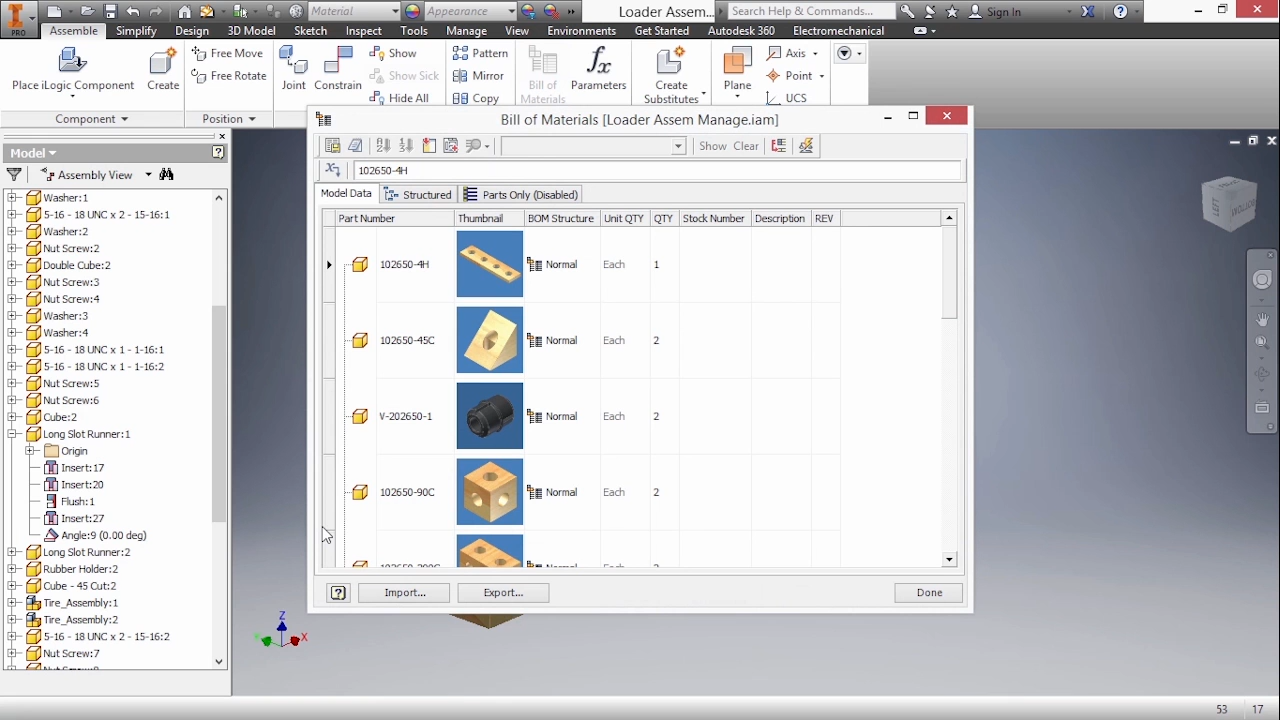 Material
Appearance
Loader Assem...
Search Help & Commands...
Sign In
PRO
Assemble Simplify Design 3D Model Sketch Inspect Tools Manage View Environments Get Started Autodesk 360 Electromechanical
Place iLogic Component
Create
Free Move
Free Rotate
Joint
Constrain
Show
Show Sick
Hide All
Pattern
Mirror
Copy
Bill of
Materials
Parameters
Create
Substitutes
Plane
Axis
Point
UCS
Component
Position
Model
Assembly View
Washer:1
5-16 - 18 UNC x 2 - 15-16:1
Washer:2
Nut Screw:2
Double Cube:2
Nut Screw:3
Nut Screw:4
Washer:3
Washer:4
5-16 - 18 UNC x 1 - 1-16:1
5-16 - 18 UNC x 1 - 1-16:2
Nut Screw:5
Nut Screw:6
Cube:2
Long Slot Runner:1
Origin
Insert:17
Insert:20
Flush:1
Insert:27
Angle:9 (0.00 deg)
Long Slot Runner:2
Rubber Holder:2
Cube - 45 Cut:2
Tire_Assembly:1
Tire_Assembly:2
5-16 - 18 UNC x 2 - 15-16:2
Nut Screw:7
Bill of Materials [Loader Assem Manage.iam]
Show Clear
102650-4H
Model Data Structured Parts Only (Disabled)
Part Number Thumbnail BOM Structure Unit QTY QTY Stock Number Description REV
102650-4H Normal Each 1
102650-45C Normal Each 2
V-202650-1 Normal Each 2
102650-90C Normal Each 2
Import... Export... Done
Z
X
53 17